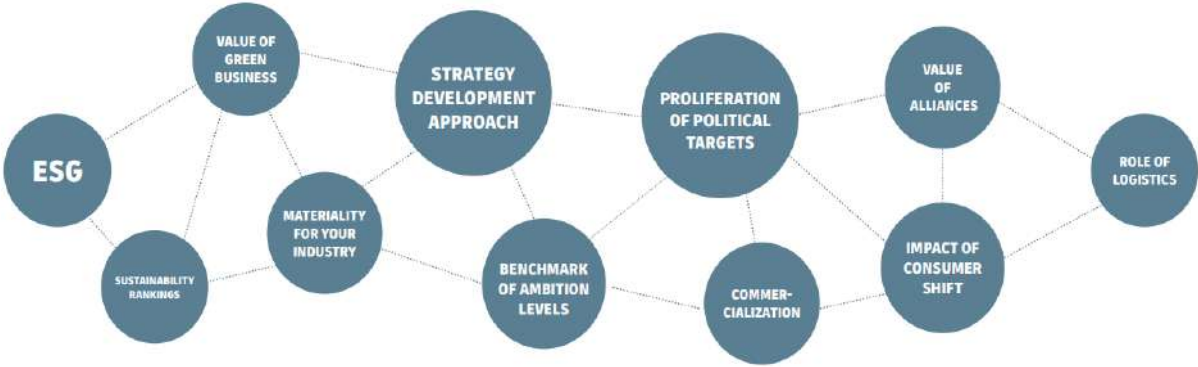 VALUE OF
GREEN
BUSINESS
STRATEGY
DEVELOPMENT
APPROACH
PROLIFERATION
OF POLITICAL
TARGETS
VALUE
OF
ALLIANCES
ESG
ROLE OF
LOGISTICS
MATERIALITY
FOR YOUR
INDUSTRY
SUSTAINABILITY
RANKINGS
BENCHMARK
OF AMBITION
LEVELS
COMMER-
CIALIZATION
IMPACT OF
CONSUMER
SHIFT